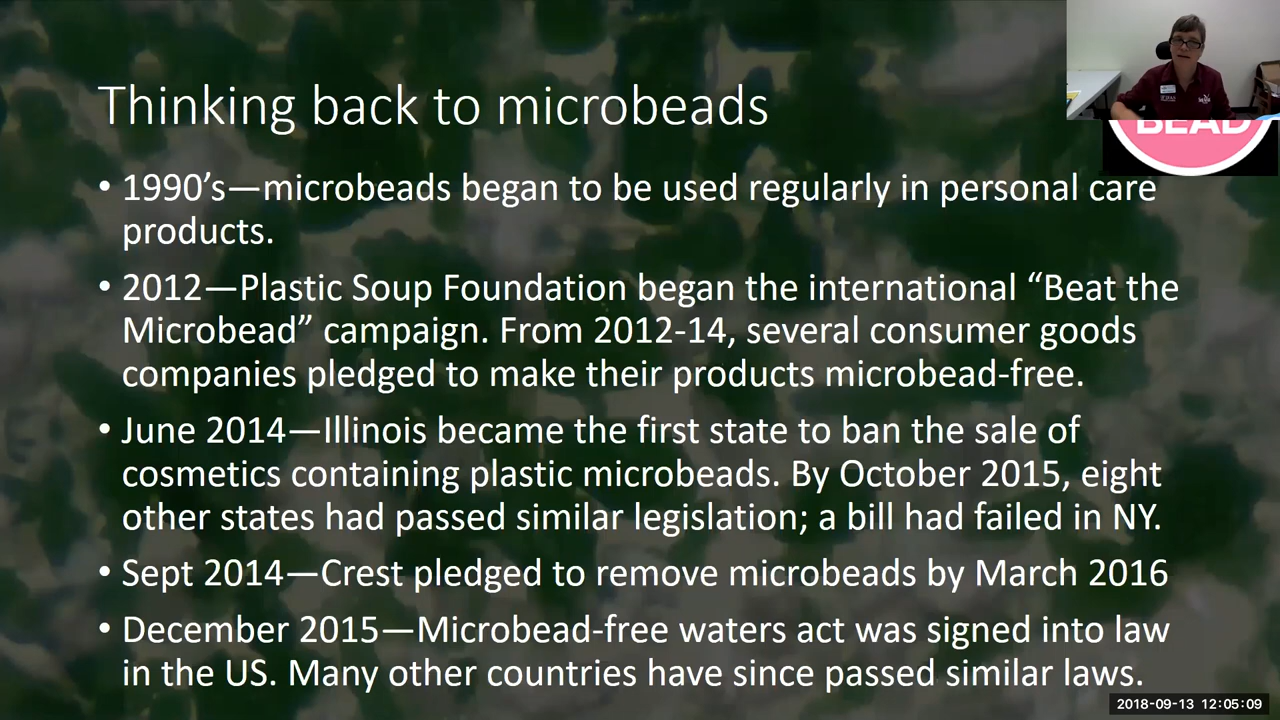 Thinking back to microbeads
BEAD
• 1990’s—microbeads began to be used regularly in personal care
products.
• 2012—Plastic Soup Foundation began the international “Beat the
Microbead” campaign. From 2012-14, several consumer goods
companies pledged to make their products microbead-free.
• June 2014—Illinois became the first state to ban the sale of
cosmetics containing plastic microbeads. By October 2015, eight
other states had passed similar legislation; a bill had failed in NY.
• Sept 2014—Crest pledged to remove microbeads by March 2016
• December 2015—Microbead-free waters act was signed into law
in the US. Many other countries have since passed similar laws.
2018-09-13 12:05:09